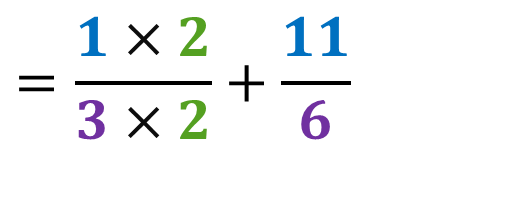 = 1 × 2 / 3 × 2 + 11 / 6